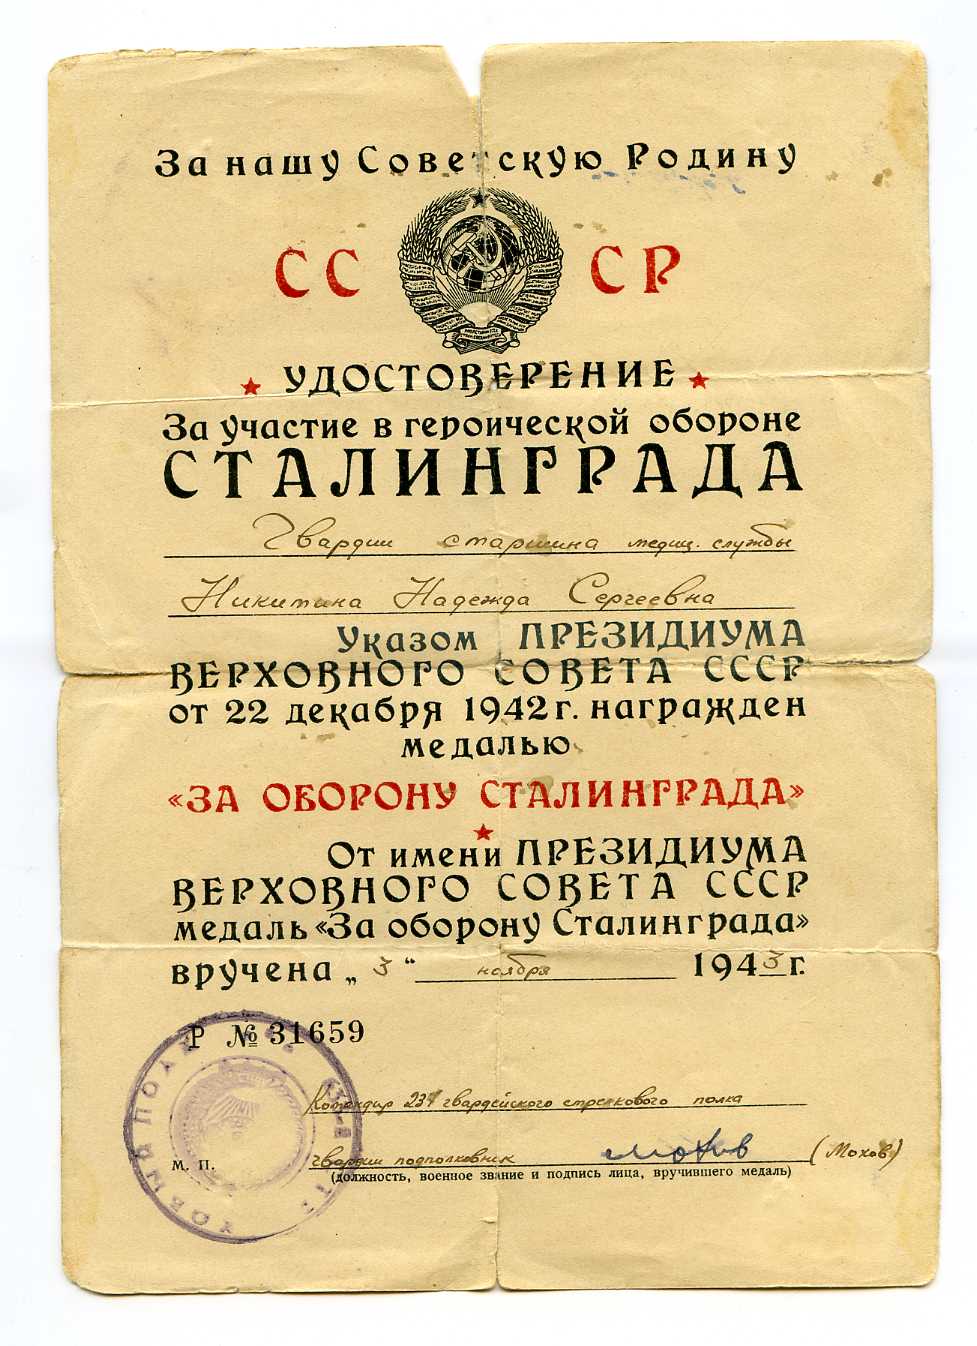 За нашу Советскую Родину
СССР
УДОСТОВЕРЕНИЕ
За участие в героической обороне
СТАЛИНГРАДА
Гвардии старшина медиц. службы
Никитина Надежда Сергеевна
Указом ПРЕЗИДИУМА
ВЕРХОВНОГО СОВЕТА СССР
от 22 декабря 1942 г. награжден
медалью
«ЗА ОБОРОНУ СТАЛИНГРАДА»
От имени ПРЕЗИДИУМА
ВЕРХОВНОГО СОВЕТА СССР
медаль «За оборону Сталинграда»
вручена „3“ ноября 1943 г.
Р № 31659
Командир 237 гвардейского стрелкового полка
М. П. гвардии подполковник Мохов (Мохов)
(должность, военное звание и подпись лица, вручившего медаль)